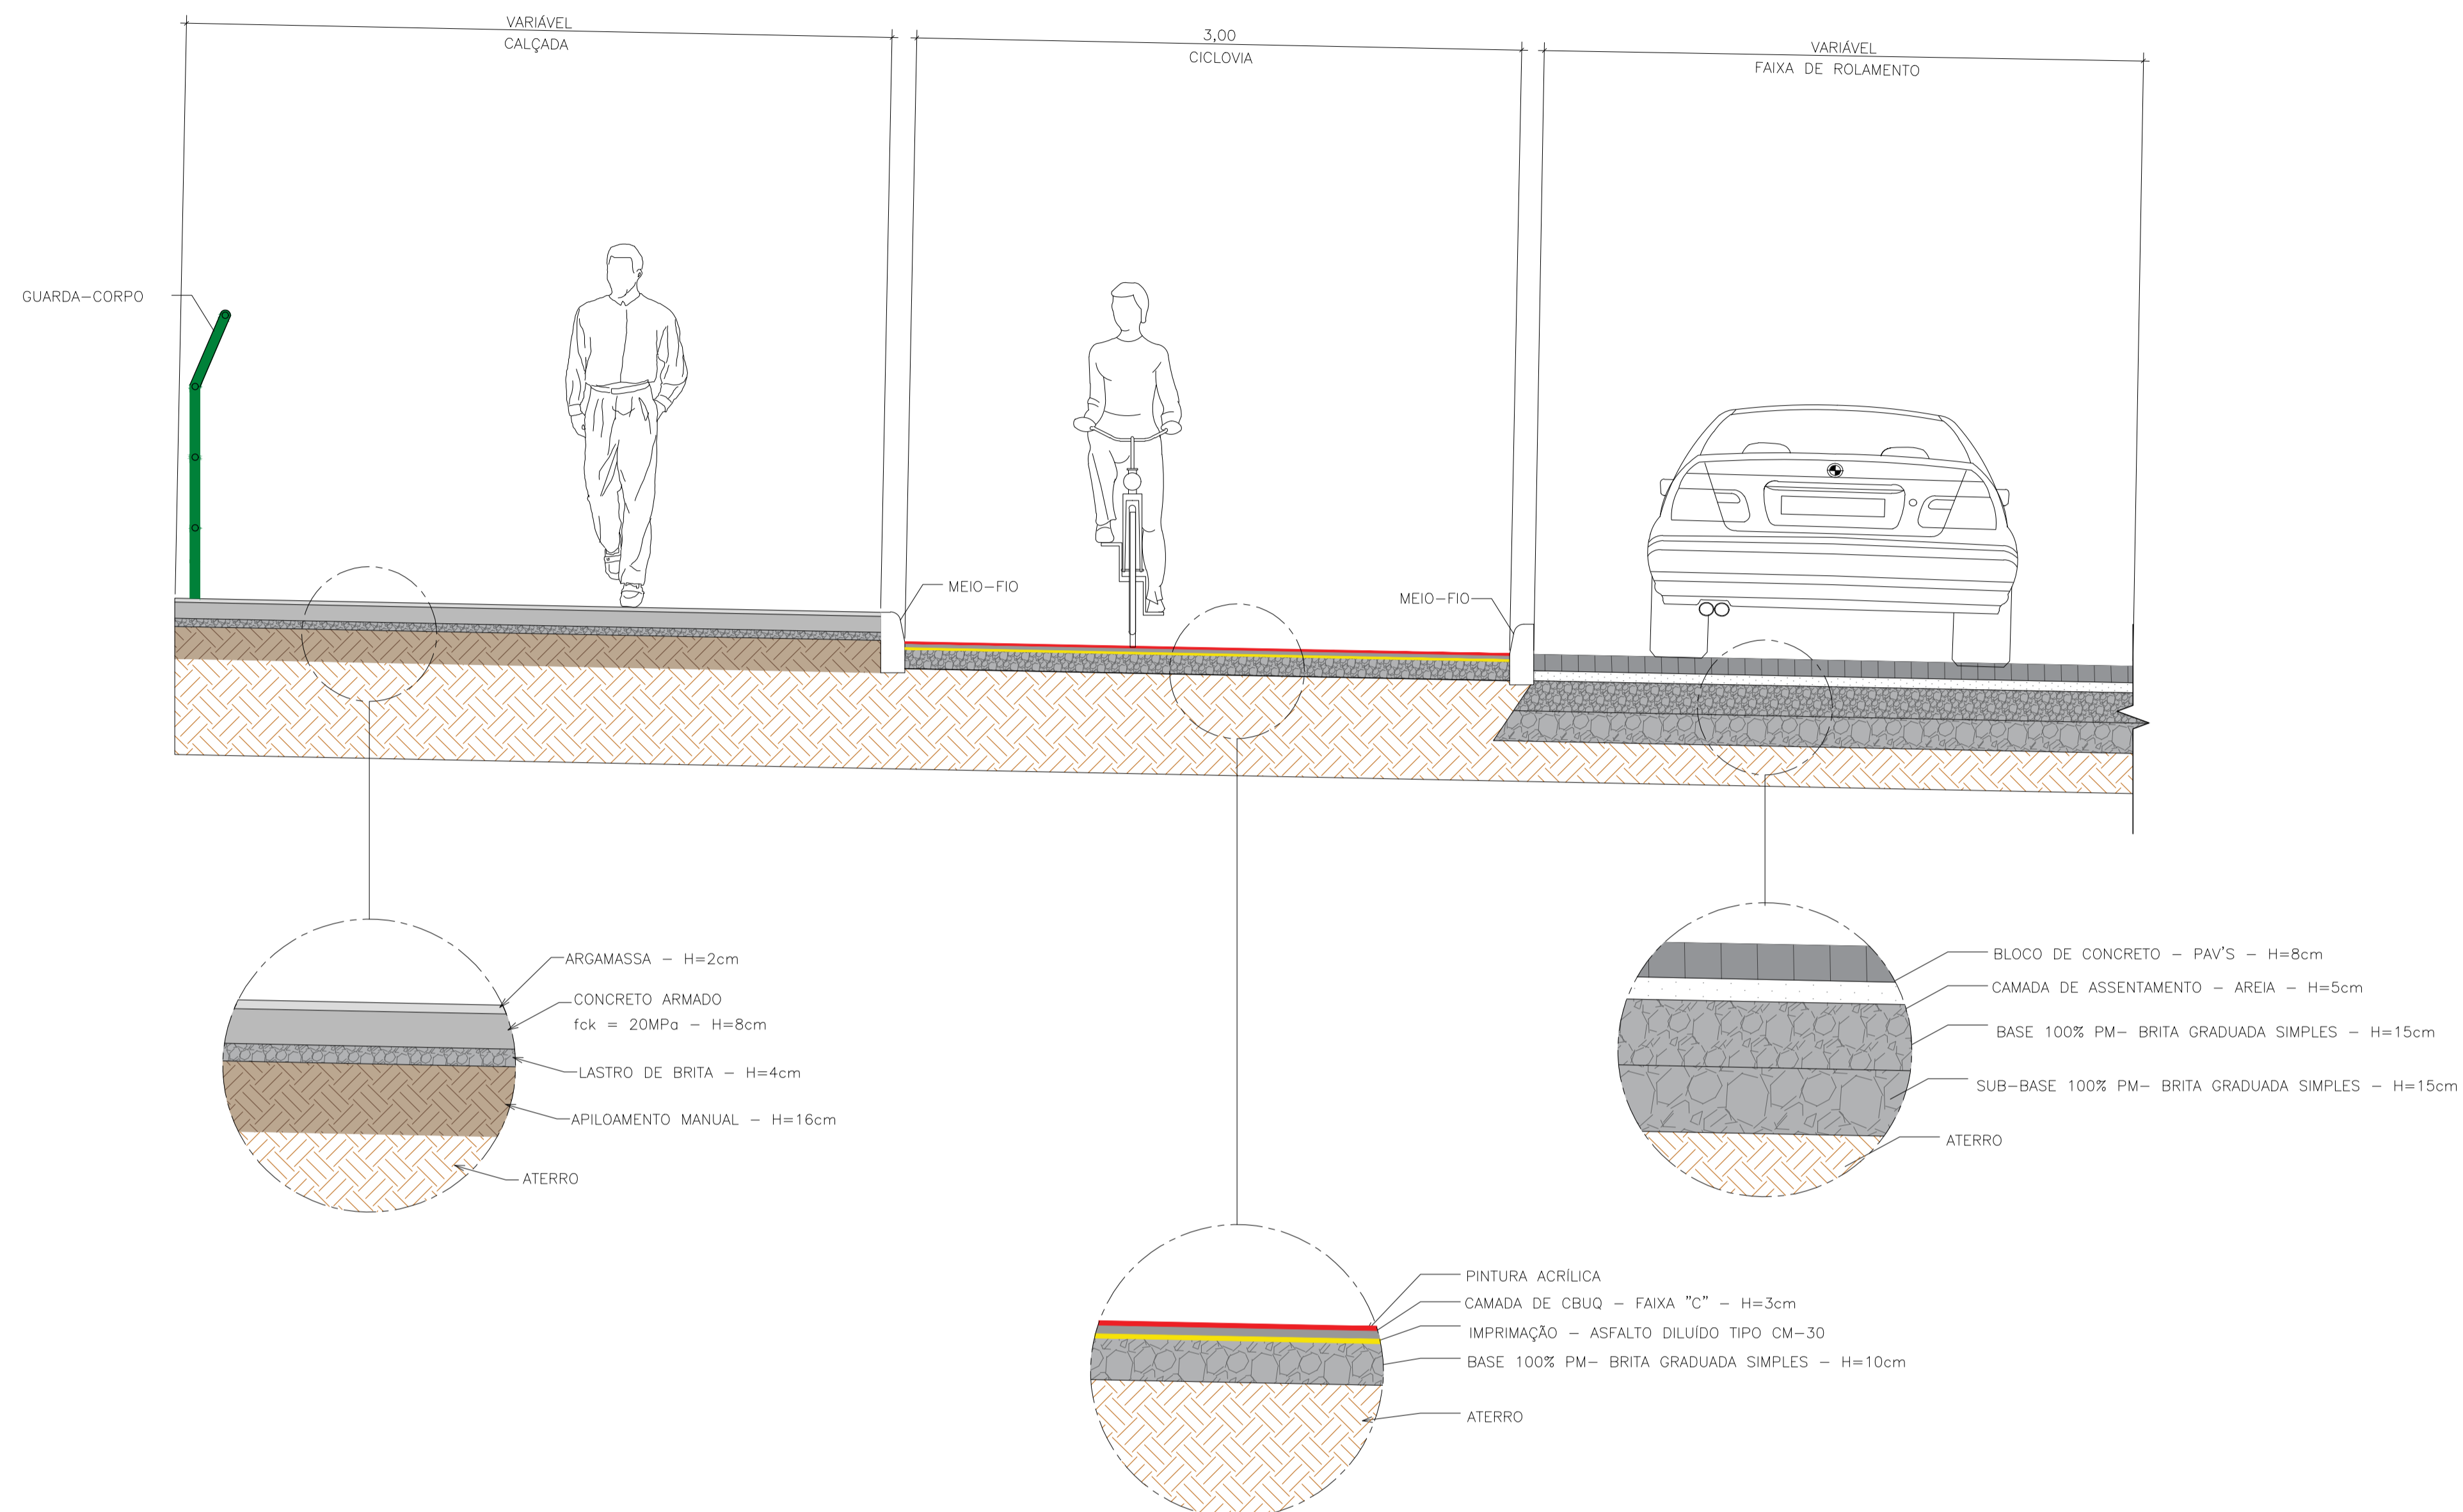 VARIÁVEL
CALÇADA
3,00
CICLOVIA
VARIÁVEL
FAIXA DE ROLAMENTO
GUARDA-CORPO
MEIO-FIO
MEIO-FIO
ARGAMASSA - H=2cm
CONCRETO ARMADO
fck = 20MPa - H=8cm
LASTRO DE BRITA - H=4cm
APILOAMENTO MANUAL - H=16cm
ATERRO
BLOCO DE CONCRETO - PAV'S - H=8cm
CAMADA DE ASSENTAMENTO - AREIA - H=5cm
BASE 100% PM- BRITA GRADUADA SIMPLES - H=15cm
SUB-BASE 100% PM- BRITA GRADUADA SIMPLES - H=15cm
ATERRO
PINTURA ACRÍLICA
CAMADA DE CBUQ - FAIXA "C" - H=3cm
IMPRIMAÇÃO - ASFALTO DILUÍDO TIPO CM-30
BASE 100% PM- BRITA GRADUADA SIMPLES - H=10cm
ATERRO